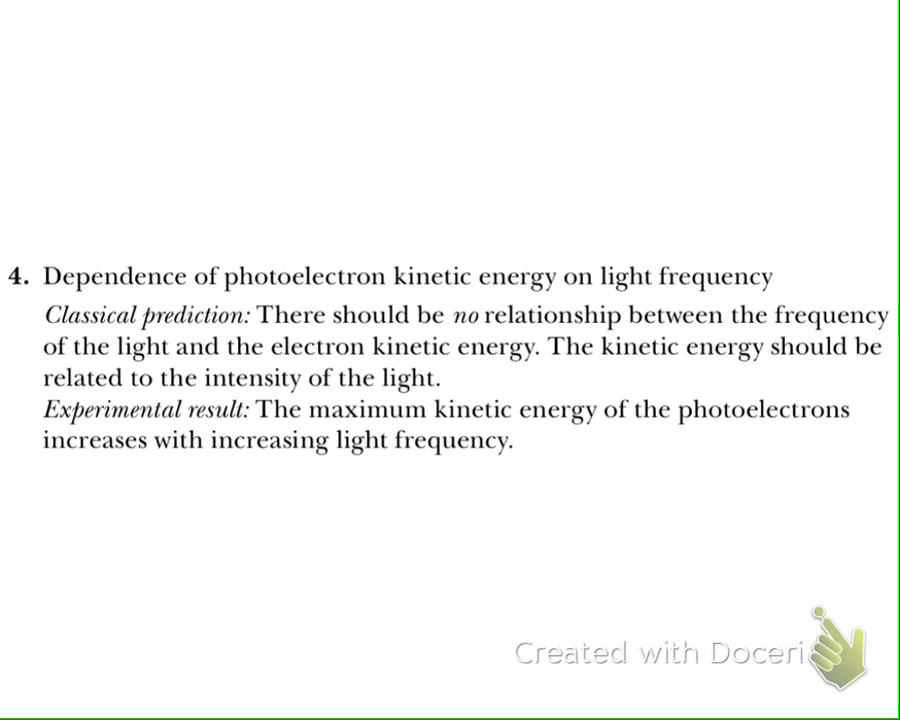 4. Dependence of photoelectron kinetic energy on light frequency
Classical prediction: There should be no relationship between the frequency
of the light and the electron kinetic energy. The kinetic energy should be
related to the intensity of the light.
Experimental result: The maximum kinetic energy of the photoelectrons
increases with increasing light frequency.
Created with Doceri